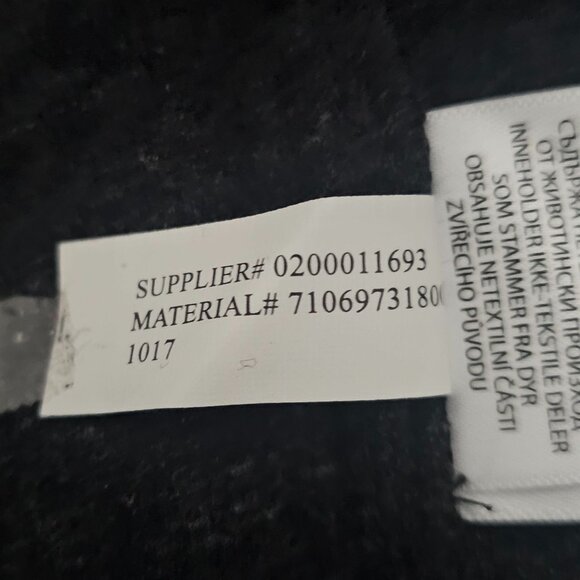 SUPPLIER# 0200011693
MATERIAL# 7106973180
1017
ОТ ЖИВОТИНСКИ ПРОИЗХОД
INNEHOLDER IKKE-TEKSTILE DELER
SOM STAMMER FRA DYR
OBSAHUJE NETEXTILNÍ ČÁSTI
ZVÍŘECÍHO PŮVODU